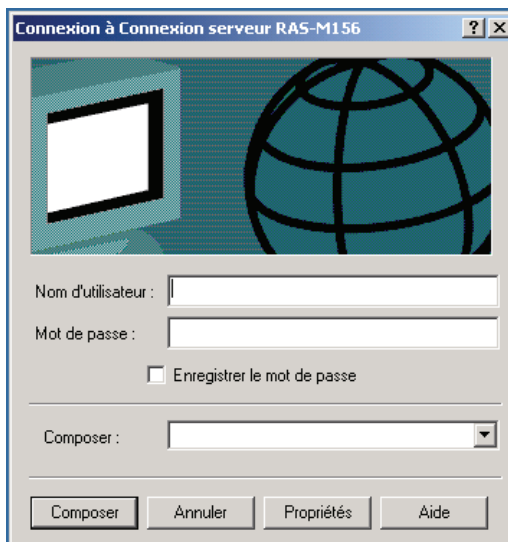 Connexion à Connexion serveur RAS-M156
Nom d'utilisateur :
Mot de passe :
Enregistrer le mot de passe
Composer :
Composer Annuler Propriétés Aide